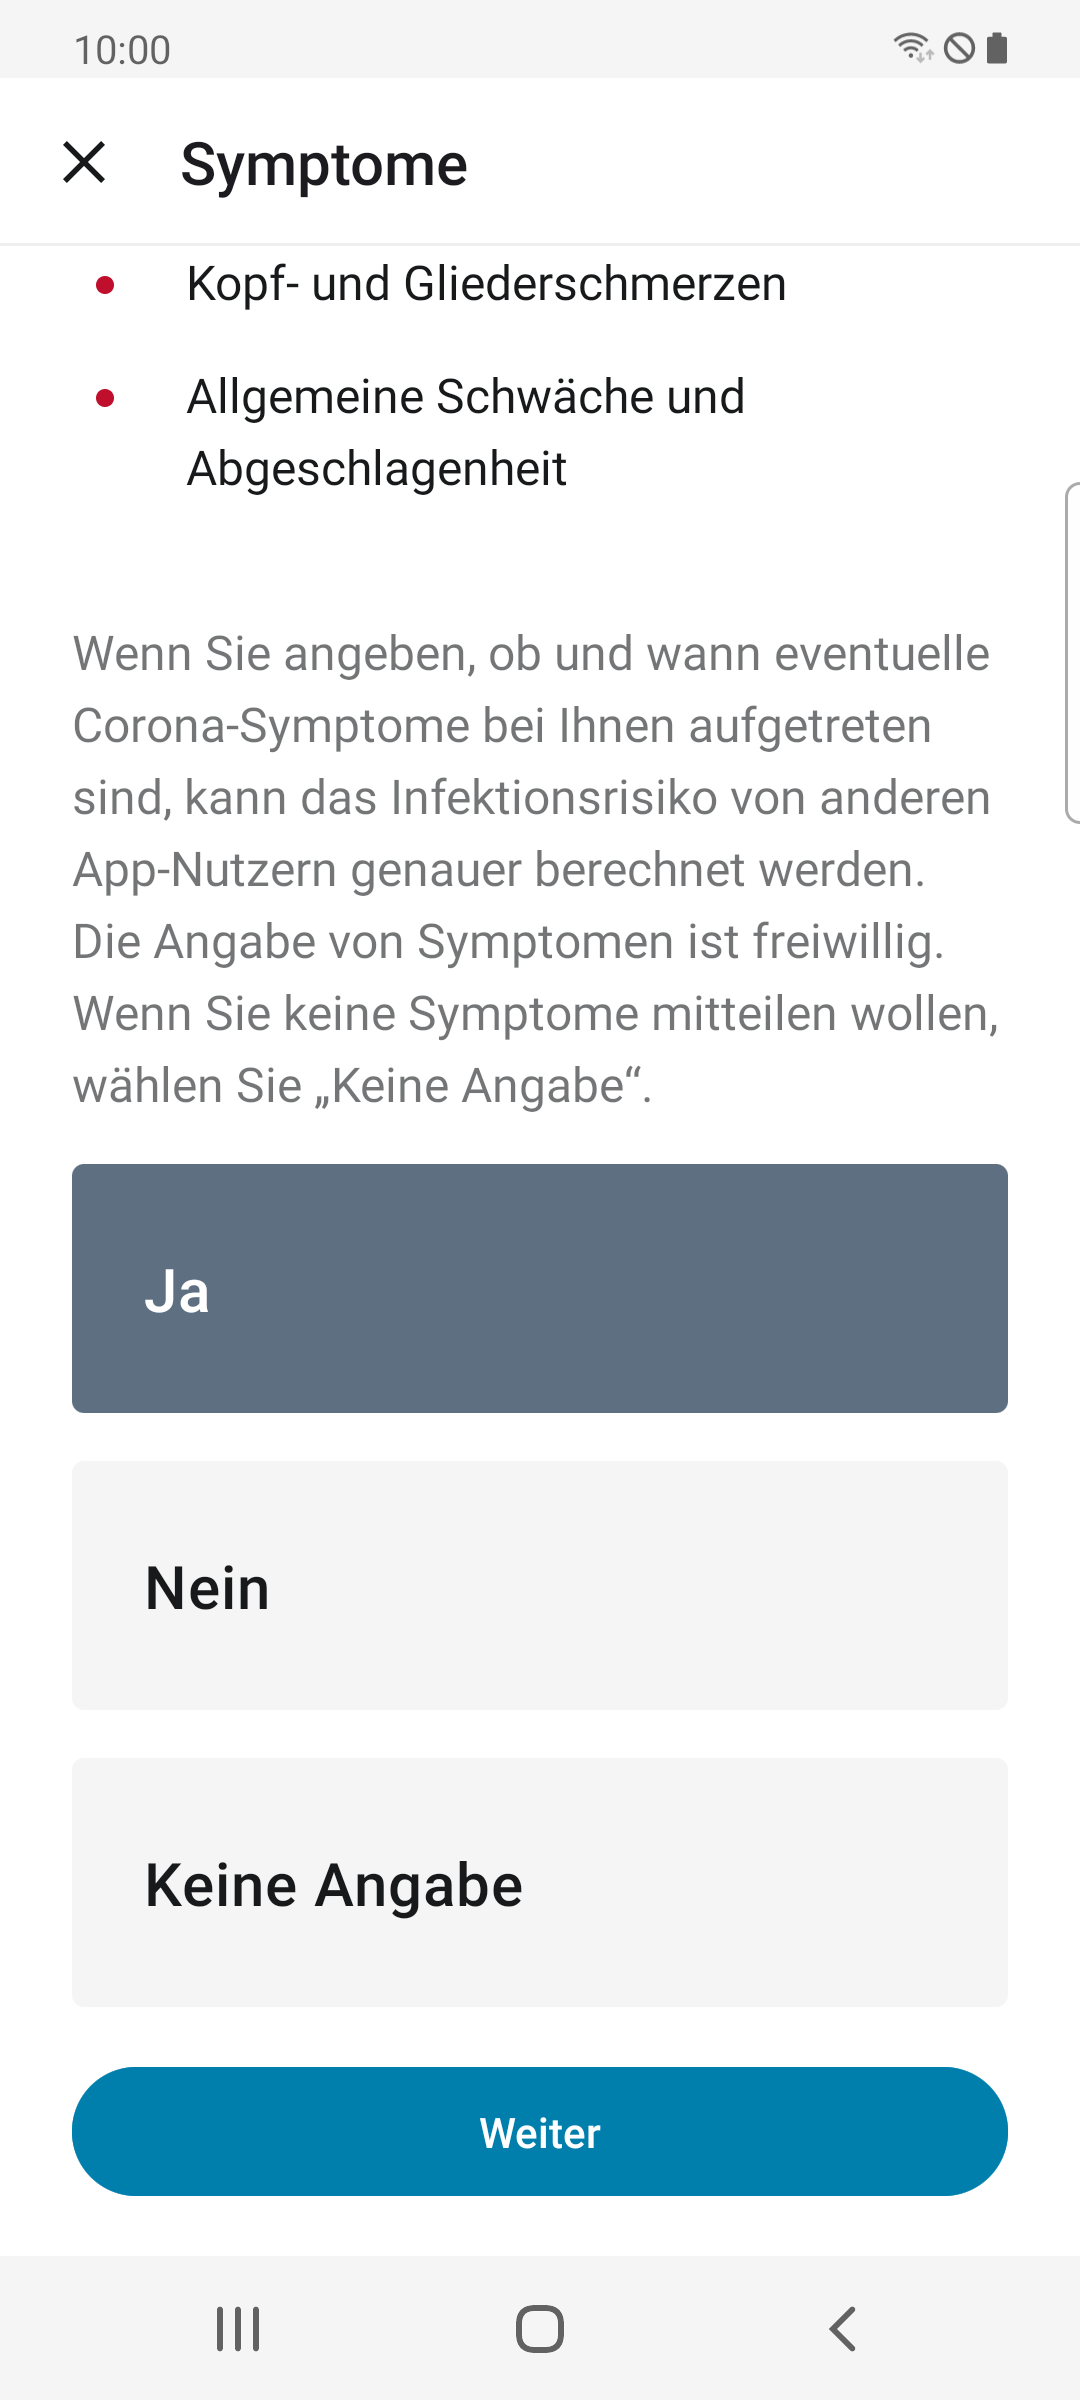 10:00
Symptome
Kopf- und Gliederschmerzen
Allgemeine Schwäche und
Abgeschlagenheit
Wenn Sie angeben, ob und wann eventuelle
Corona-Symptome bei Ihnen aufgetreten
sind, kann das Infektionsrisiko von anderen
App-Nutzern genauer berechnet werden.
Die Angabe von Symptomen ist freiwillig.
Wenn Sie keine Symptome mitteilen wollen,
wählen Sie „Keine Angabe“.
Ja
Nein
Keine Angabe
Weiter